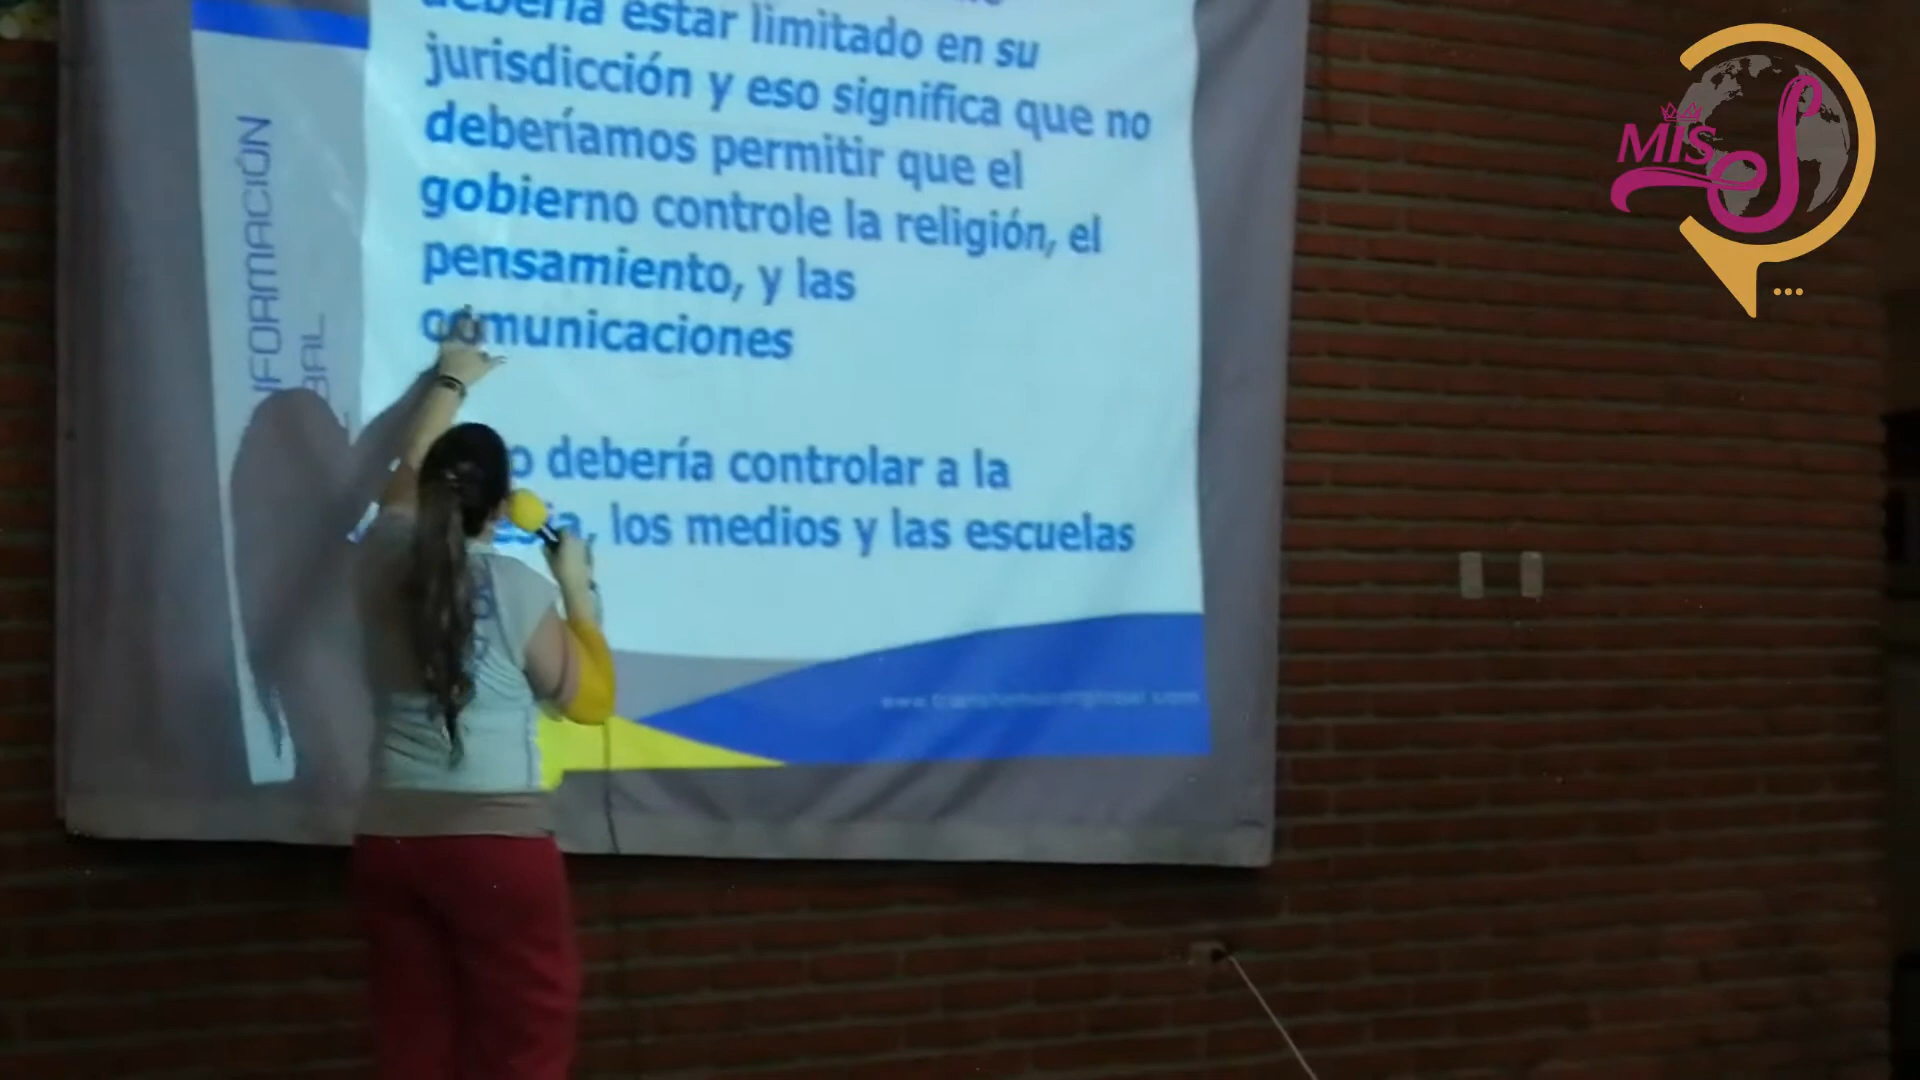 debería estar limitado en su
jurisdicción y eso significa que no
deberíamos permitir que el
gobierno controle la religión, el
pensamiento, y las
comunicaciones
debería controlar a la
los medios y las escuelas
MIS